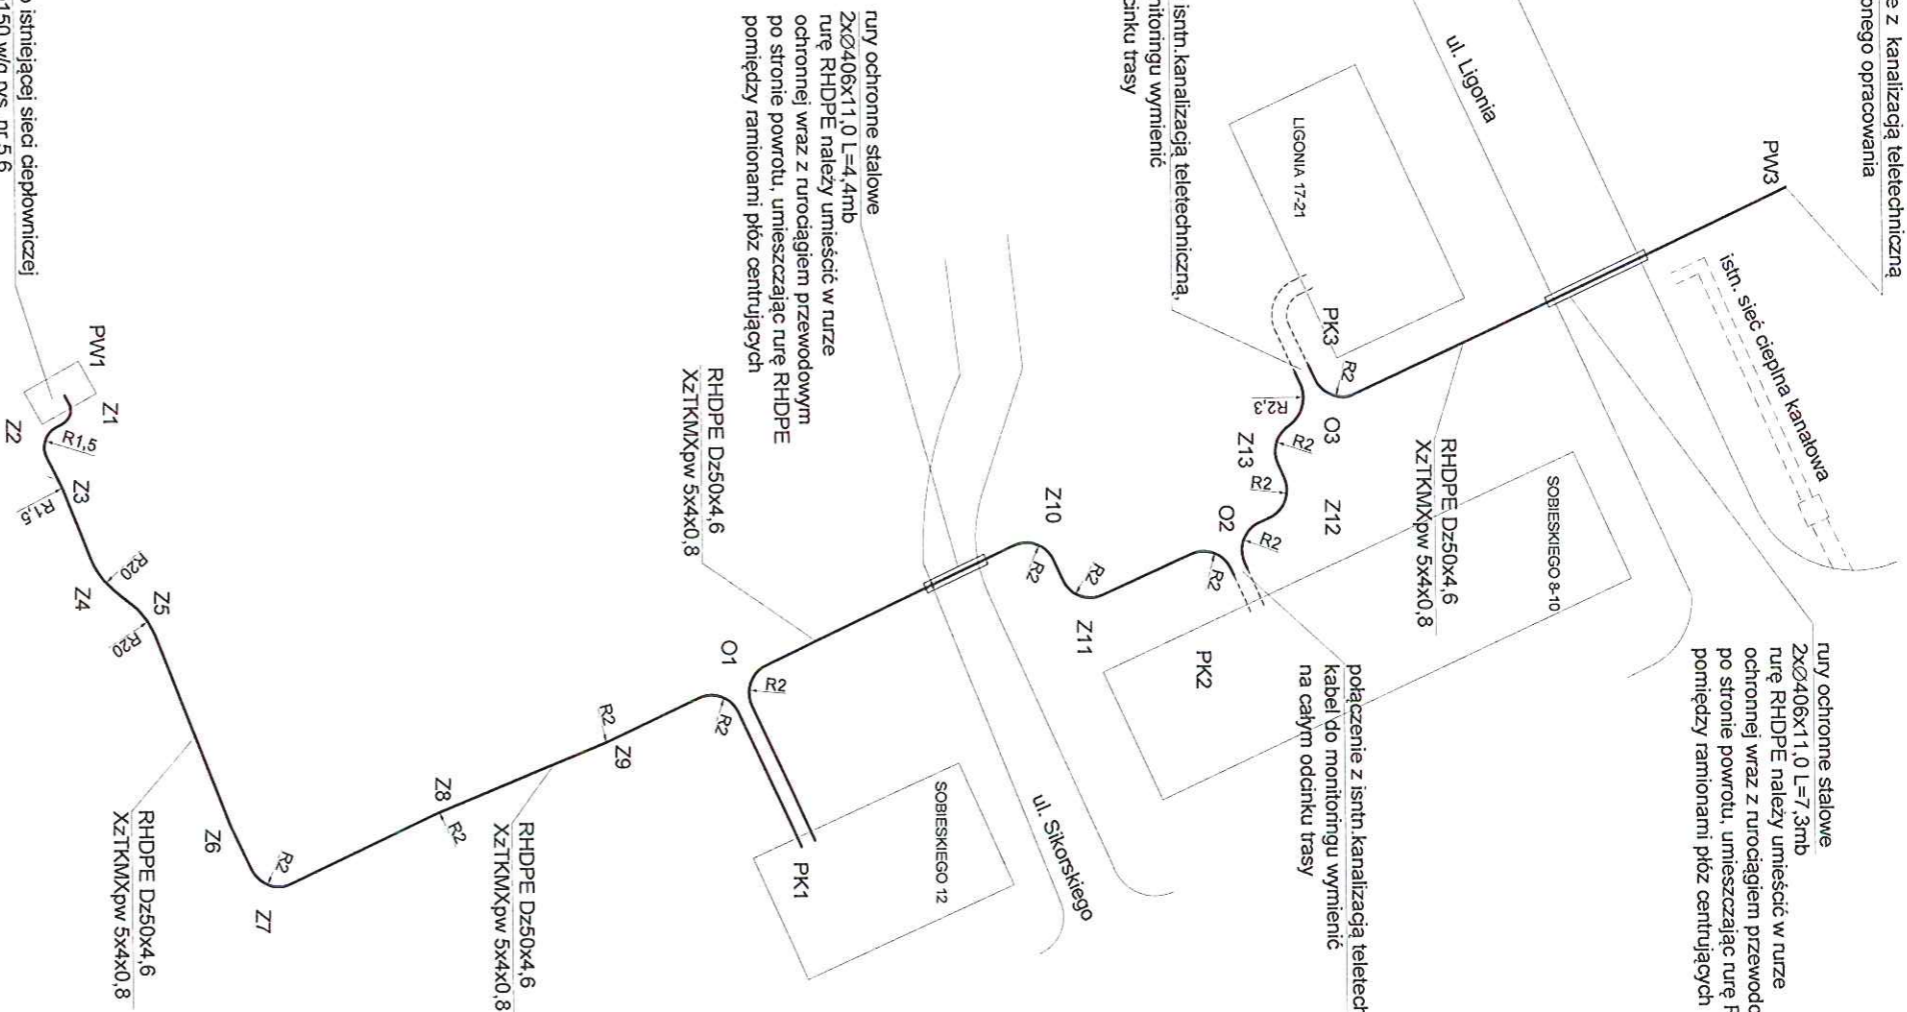 e z kanalizacją teletechniczną
onego opracowania
PW3
istn. sieć cieplna kanałowa
ul. Ligonia
LIGONIA 17-21
isntn.kanalizacją teletechniczną,
nitoringu wymienić
cinku trasy
PK3
R2
R2,3
O3
R2
Z13
R2
Z12
O2
R2
RHDPE Dz50x4,6
XzTKMXpw 5x4x0,8
SOBIESKIEGO 8-10
rury ochronne stalowe
2xØ406x11,0 L=7,3mb
rurę RHDPE należy umieścić w rurze
ochronnej wraz z rurociągiem przewodo
po stronie powrotu, umieszczając rurę R
pomiędzy ramionami płóz centrujących
rury ochronne stalowe
2xØ406x11,0 L=4,4mb
rurę RHDPE należy umieścić w rurze
ochronnej wraz z rurociągiem przewodowym
po stronie powrotu, umieszczając rurę RHDPE
pomiędzy ramionami płóz centrujących
Z10
R2
R2
Z11
R2
PK2
połączenie z isntn.kanalizacją teletech
kabel do monitoringu wymienić
na całym odcinku trasy
RHDPE Dz50x4,6
XzTKMXpw 5x4x0,8
O1
R2
R2
ul. Sikorskiego
SOBIESKIEGO 12
PK1
R2
Z9
Z8
R2
RHDPE Dz50x4,6
XzTKMXpw 5x4x0,8
o istniejącej sieci ciepłowniczej
150 w/g rys. nr 5,6
PW1
Z1
Z2
R1,5
Z3
R1,5
R20
Z4
Z5
R20
Z6
R2
Z7
RHDPE Dz50x4,6
XzTKMXpw 5x4x0,8